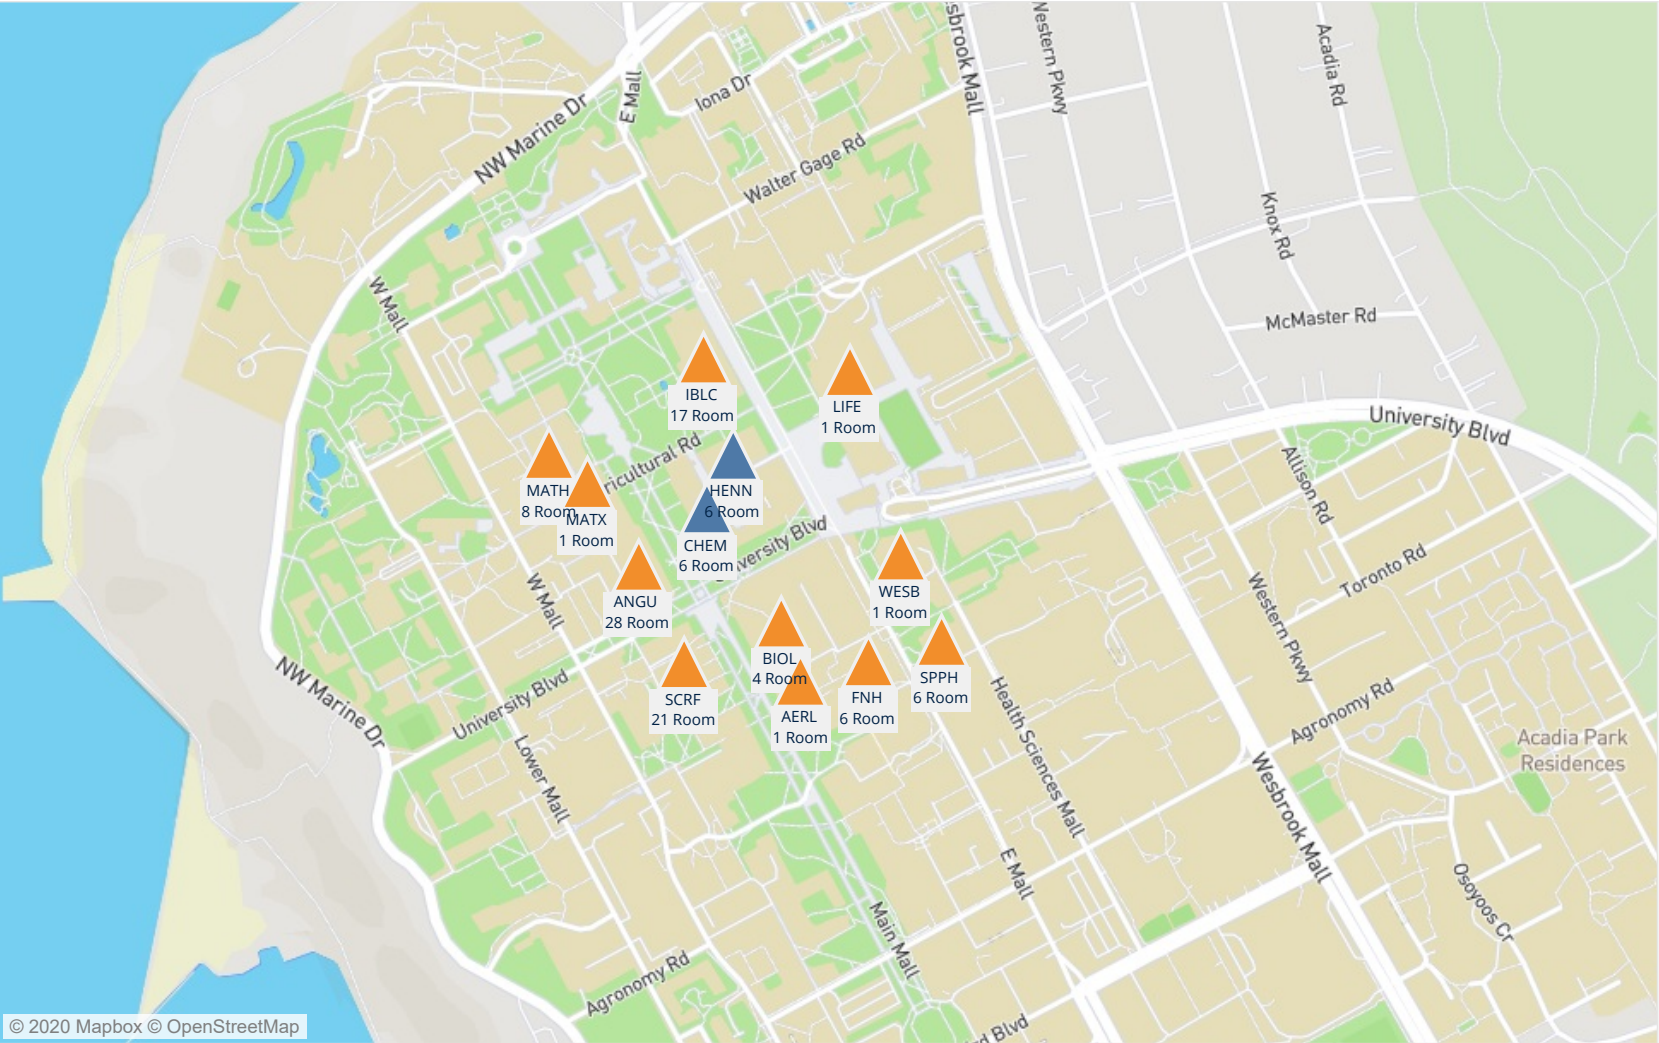 sbrook Mall
Western Pkwy
Acadia Rd
E Mall
Iona Dr
NW Marine Dr
Walter Gage Rd
Knox Rd
W Mall
McMaster Rd
IBLC
17 Room
LIFE
1 Room
University Blvd
ricultural Rd
MATH
8 Room
HENN
6 Room
MATX
1 Room
CHEM
6 Room
versity Blvd
Allison Rd
Toronto Rd
ANGU
28 Room
W Mall
WESB
1 Room
Western Pkwy
BIOL
4 Room
SCRF
21 Room
AERL
1 Room
FNH
6 Room
SPPH
6 Room
NW Marine Dr
University Blvd
Health Sciences Mall
Agronomy Rd
Acadia Park
Residences
Lower Mall
Wesbrook Mall
E Mall
Osoyoos Cr
Main Mall
Agronomy Rd
rd Blvd
© 2020 Mapbox © OpenStreetMap